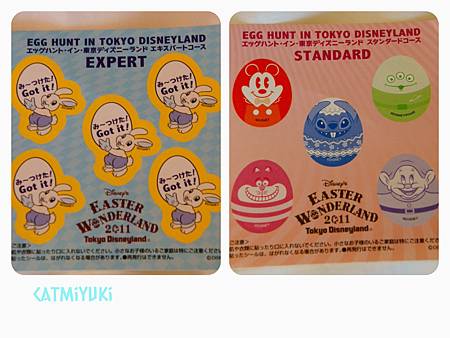 EGG HUNT IN TOKYO DISNEYLAND
エッグハント・イン・東京ディズニーランド エキスパートコース
EXPERT
み〜つけた!
Got it!
み〜つけた!
Got it!
み〜つけた!
Got it!
み〜つけた!
Got it!
み〜つけた!
Got it!
Disney's
EASTER
WONDERLAND
2011
Tokyo Disneyland
EGG HUNT IN TOKYO DISNEYLAND
エッグハント・イン・東京ディズニーランド スタンダードコース
STANDARD
Disney's
EASTER
WONDERLAND
2011
Tokyo Disneyland
CATMiYUKi